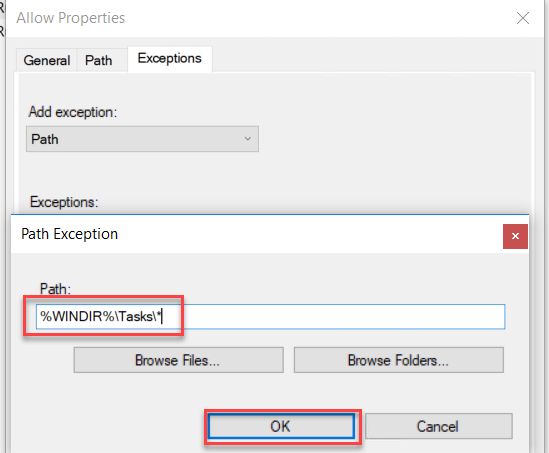 Allow Properties
General Path Exceptions
Add exception:
Path
Exceptions:
Path Exception
Path:
%WINDIR%\Tasks\*
Browse Files... Browse Folders...
OK Cancel